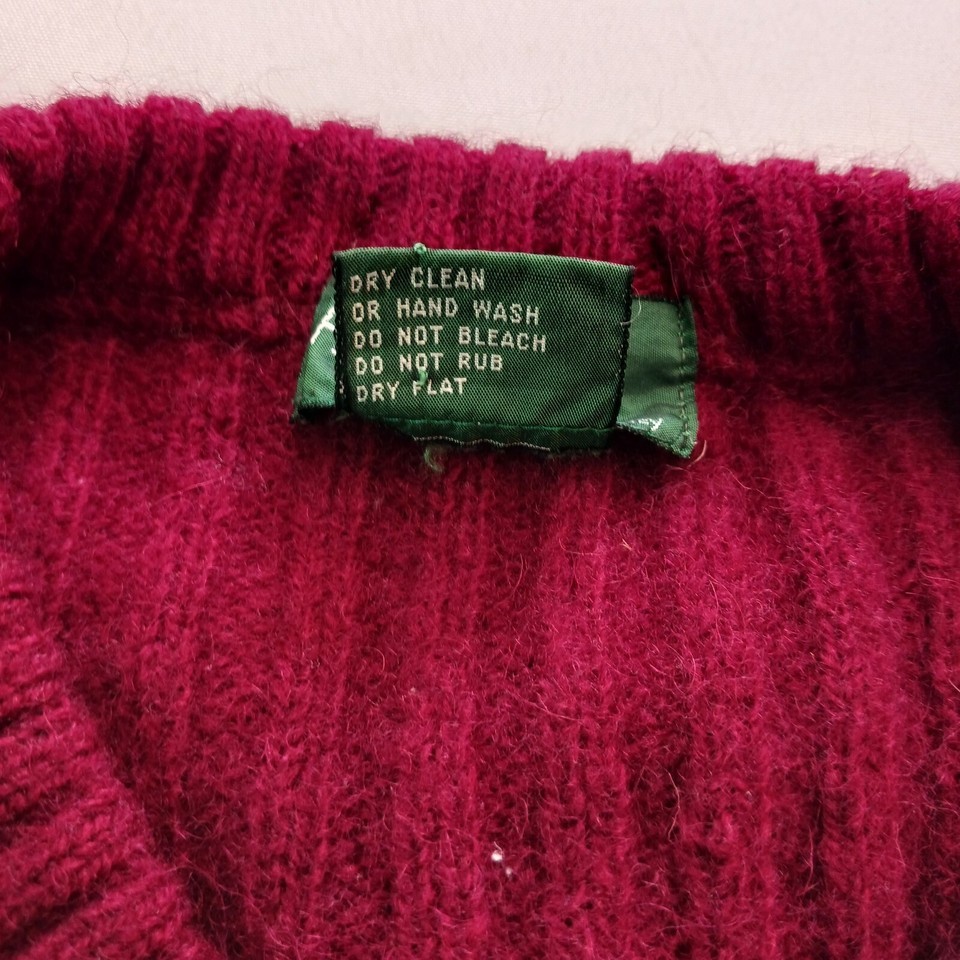 DRY CLEAN
OR HAND WASH
DO NOT BLEACH
DO NOT RUB
DRY FLAT